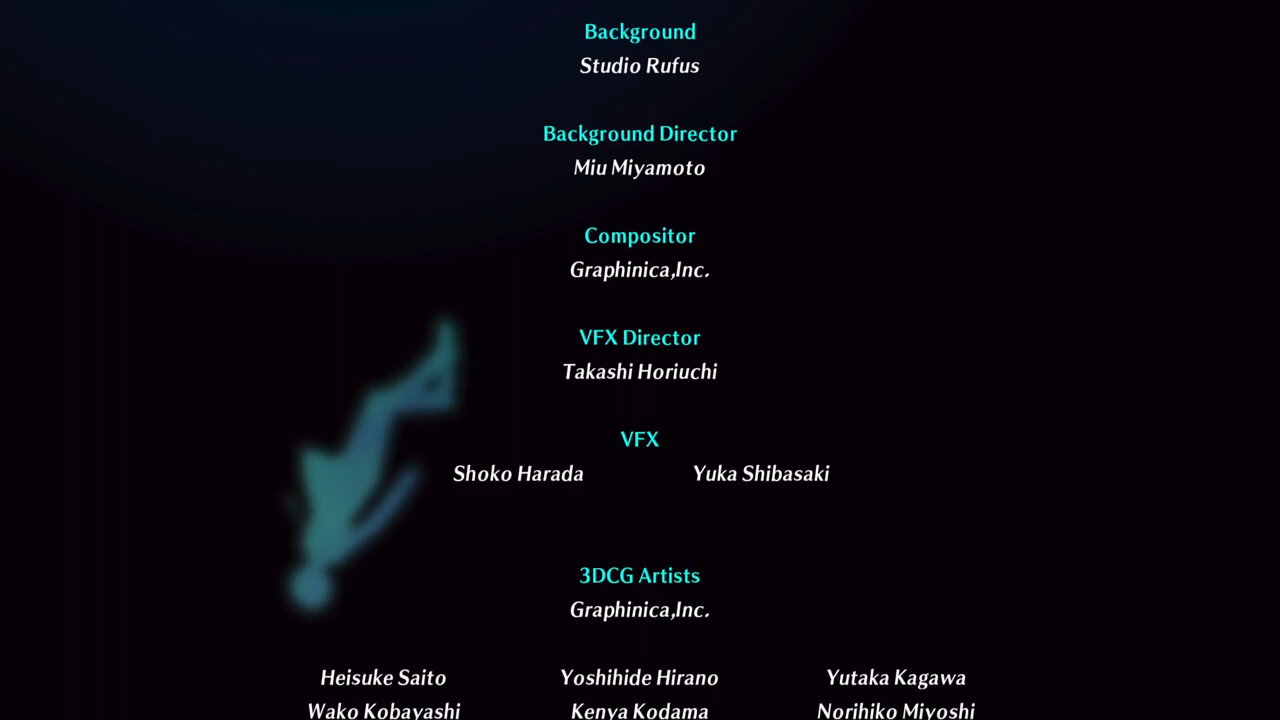 Background
Studio Rufus
Background Director
Miu Miyamoto
Compositor
Graphinica,Inc.
VFX Director
Takashi Horiuchi
VFX
Shoko Harada Yuka Shibasaki
3DCG Artists
Graphinica,Inc.
Heisuke Saito Yoshihide Hirano Yutaka Kagawa
Wako Kobayashi Kenya Kodama Norihiko Miyoshi